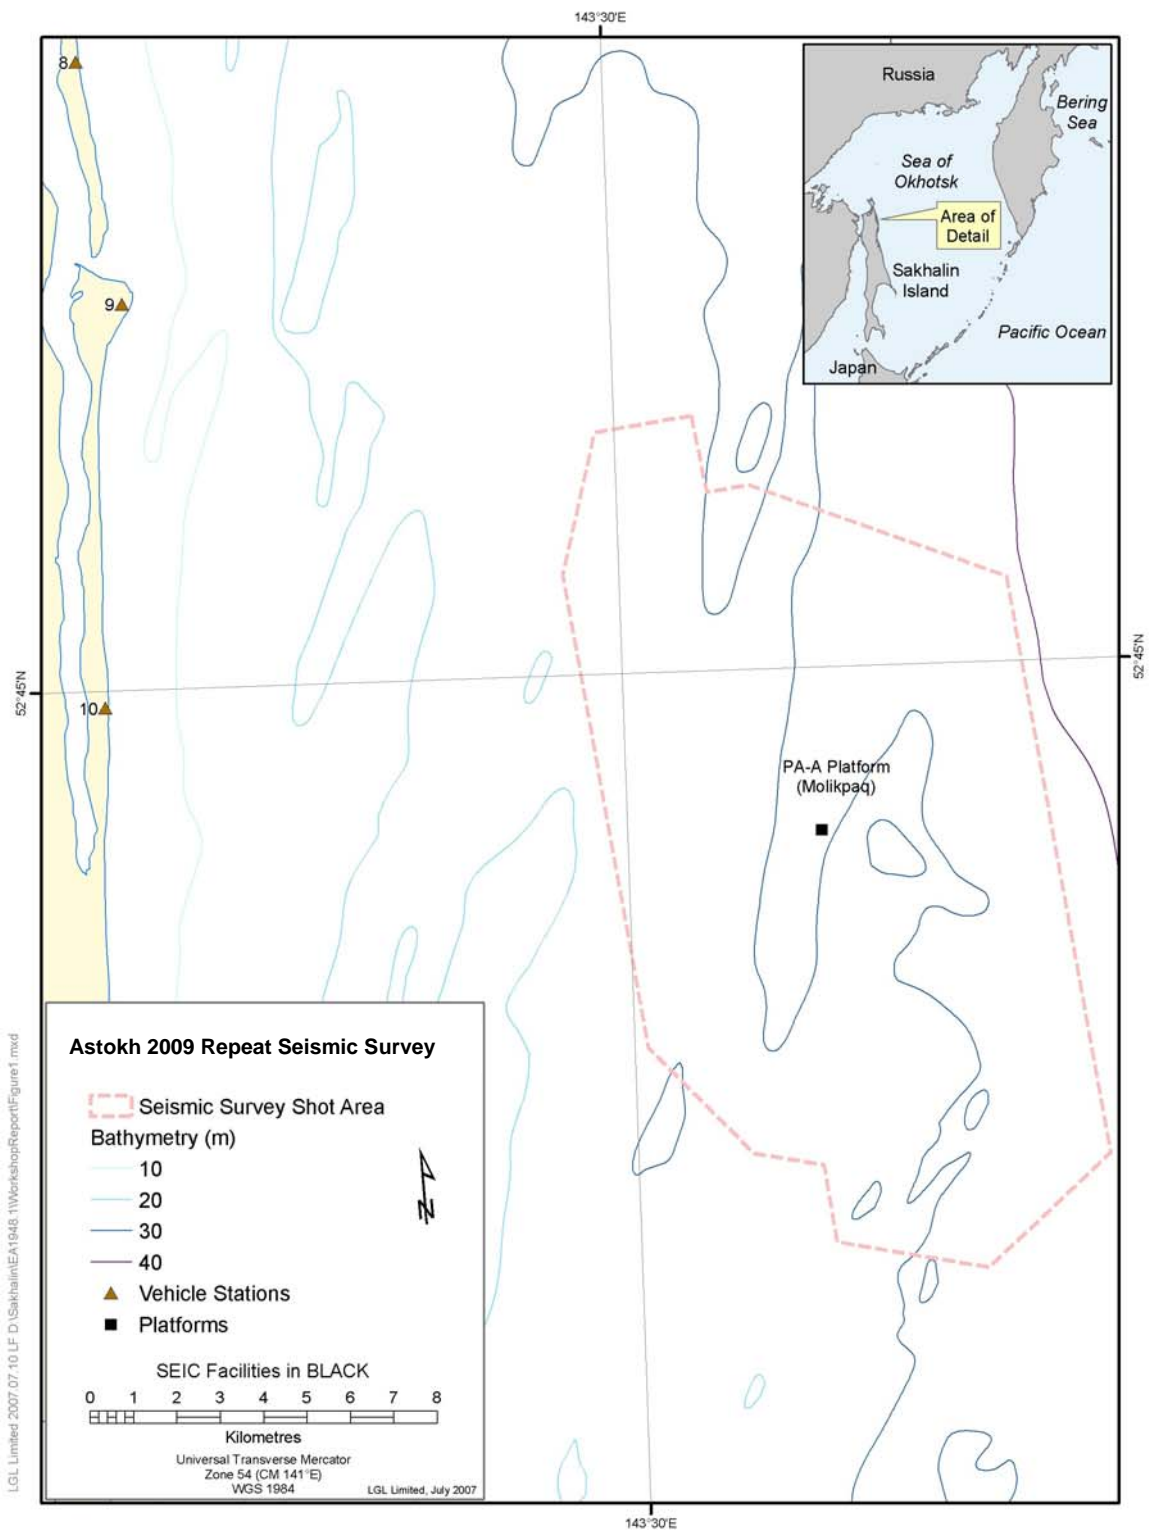 143°30'E
8
9
10
Russia
Bering
Sea
Sea of
Okhotsk
Area of
Detail
Sakhalin
Island
Pacific Ocean
Japan
52°45'N
52°45'N
PA-A Platform
(Molikpaq)
Astokh 2009 Repeat Seismic Survey
Seismic Survey Shot Area
Bathymetry (m)
10
20
30
40
Vehicle Stations
Platforms
N
SEIC Facilities in BLACK
0 1 2 3 4 5 6 7 8
Kilometres
Universal Transverse Mercator
Zone 54 (CM 141°E)
WGS 1984
LGL Limited, July 2007
143°30'E
LGL Limited 2007.07.10 LF D:\Sakhalin\EA1948.1\WorkshopReport\Figure1.mxd